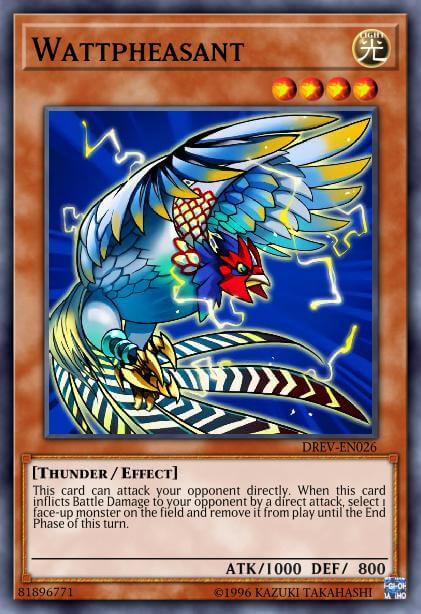 WATTPHEASANT
LIGHT
光
DREV-EN026
[THUNDER / EFFECT]
This card can attack your opponent directly. When this card
inflicts Battle Damage to your opponent by a direct attack, select a
face-up monster on the field and remove it from play until the End
Phase of this turn.
ATK/1000 DEF/ 800
81896771
©1996 KAZUKI TAKAHASHI